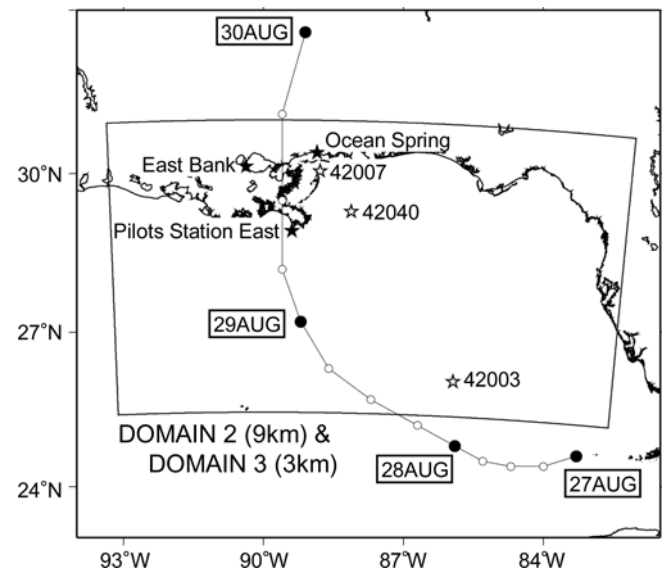 30AUG
Ocean Spring
30°N
East Bank
42007
42040
Pilots Station East
29AUG
27°N
42003
DOMAIN 2 (9km) &
DOMAIN 3 (3km)
28AUG
27AUG
24°N
93°W
90°W
87°W
84°W